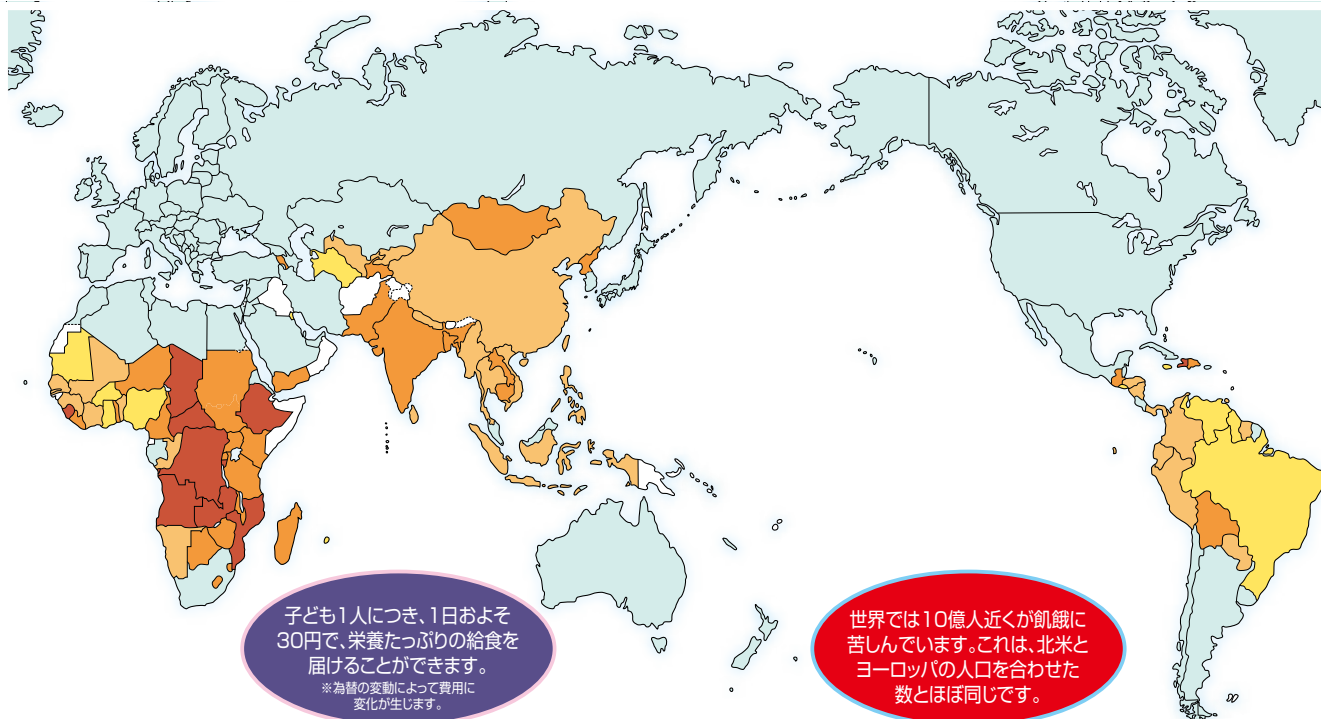 子ども1人につき、1日およそ
30円で、栄養たっぷりの給食を
届けることができます。
※為替の変動によって費用に
変化が生じます。
世界では10億人近くが飢餓に
苦しんでいます。これは、北米と
ヨーロッパの人口を合わせた
数とほぼ同じです。